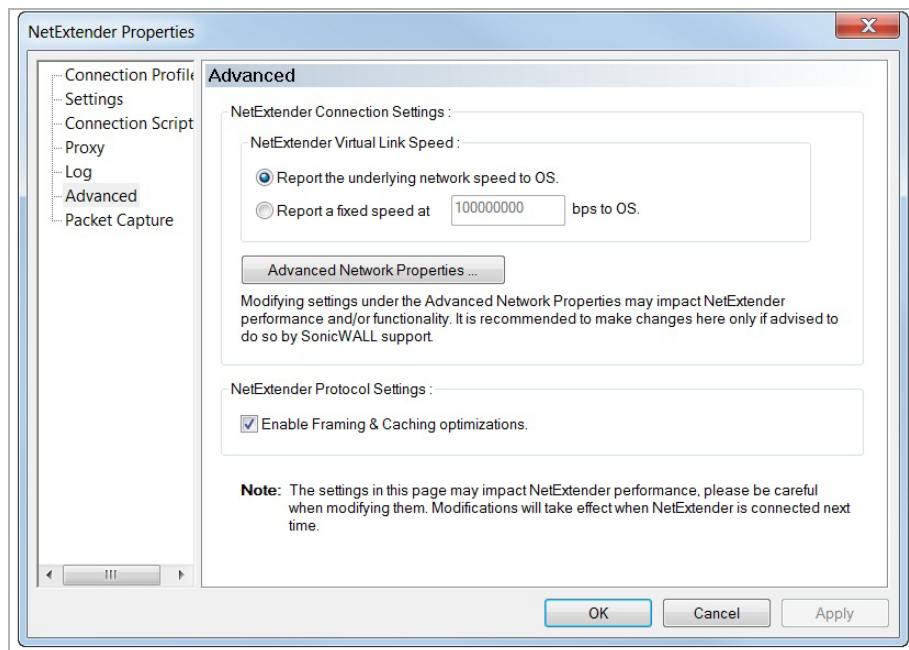 NetExtender Properties
X
Connection Profile
Settings
Connection Script
Proxy
Log
Advanced
Packet Capture
Advanced
NetExtender Connection Settings :
NetExtender Virtual Link Speed :
Report the underlying network speed to OS.
Report a fixed speed at 100000000 bps to OS.
Advanced Network Properties ...
Modifying settings under the Advanced Network Properties may impact NetExtender
performance and/or functionality. It is recommended to make changes here only if advised to
do so by SonicWALL support.
NetExtender Protocol Settings :
Enable Framing & Caching optimizations.
Note: The settings in this page may impact NetExtender performance, please be careful
when modifying them. Modifications will take effect when NetExtender is connected next
time.
OK Cancel Apply